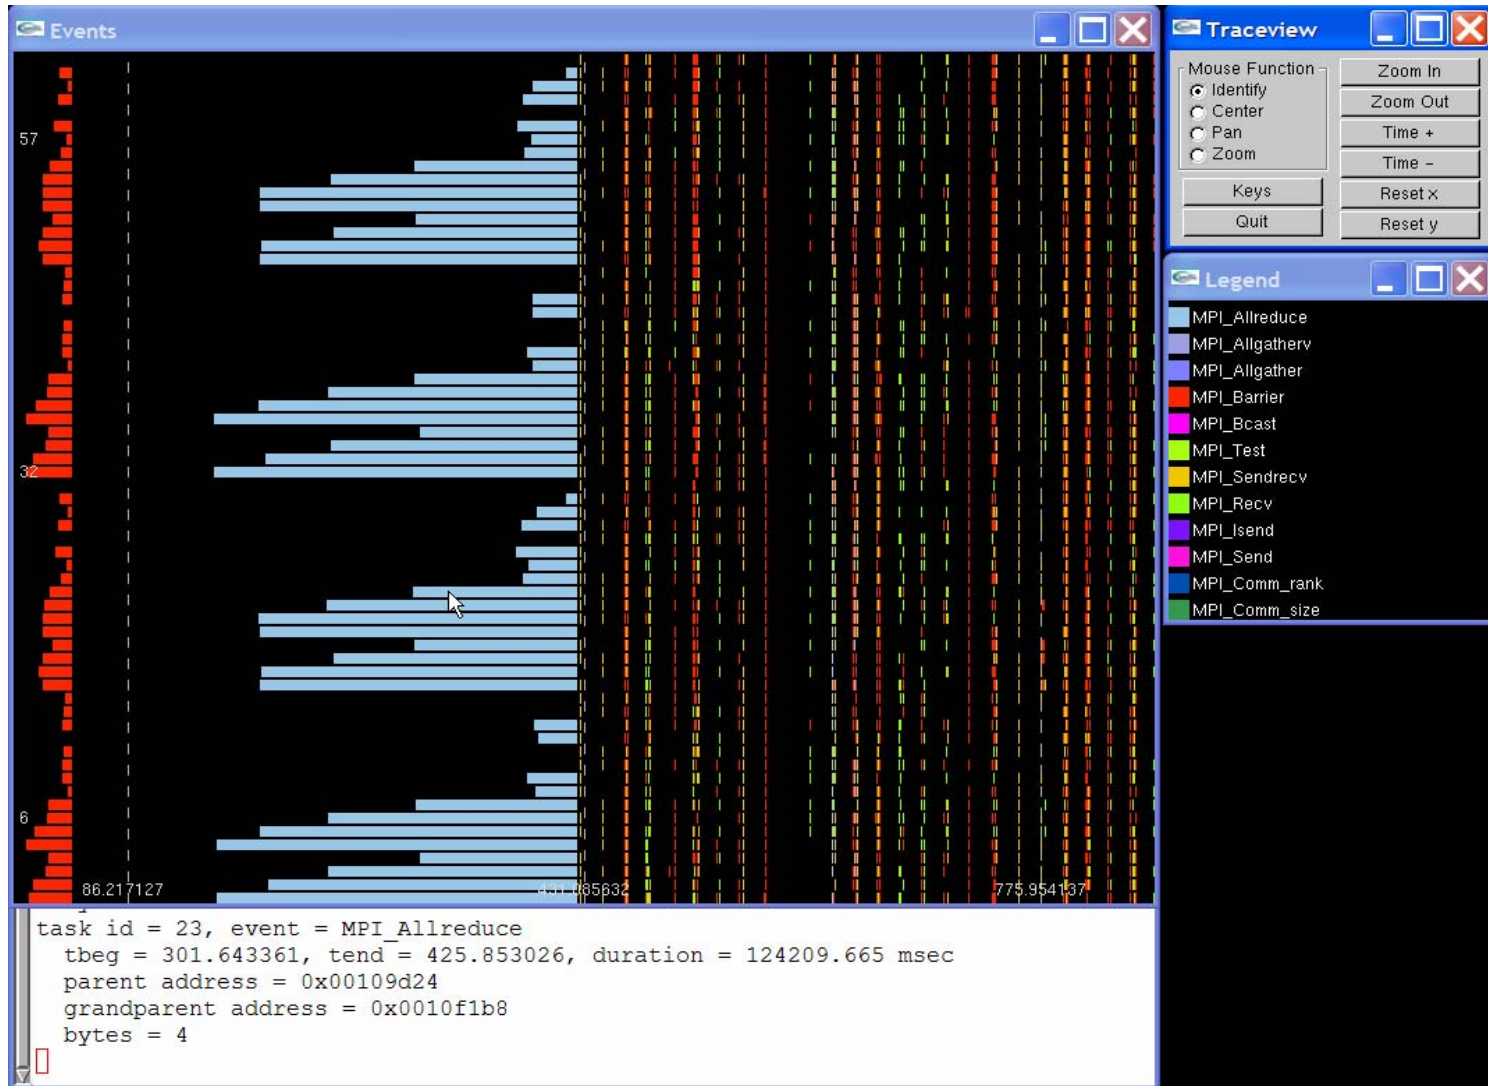 Events
57
32
6
86.217127
431.085632
775.954137
task id = 23, event = MPI_Allreduce
tbeg = 301.643361, tend = 425.853026, duration = 124209.665 msec
parent address = 0x00109d24
grandparent address = 0x0010f1b8
bytes = 4
Traceview
Mouse Function
Identify
Center
Pan
Zoom
Keys
Quit
Zoom In
Zoom Out
Time +
Time -
Reset x
Reset y
Legend
MPI_Allreduce
MPI_Allgatherv
MPI_Allgather
MPI_Barrier
MPI_Bcast
MPI_Test
MPI_Sendrecv
MPI_Recv
MPI_Isend
MPI_Send
MPI_Comm_rank
MPI_Comm_size